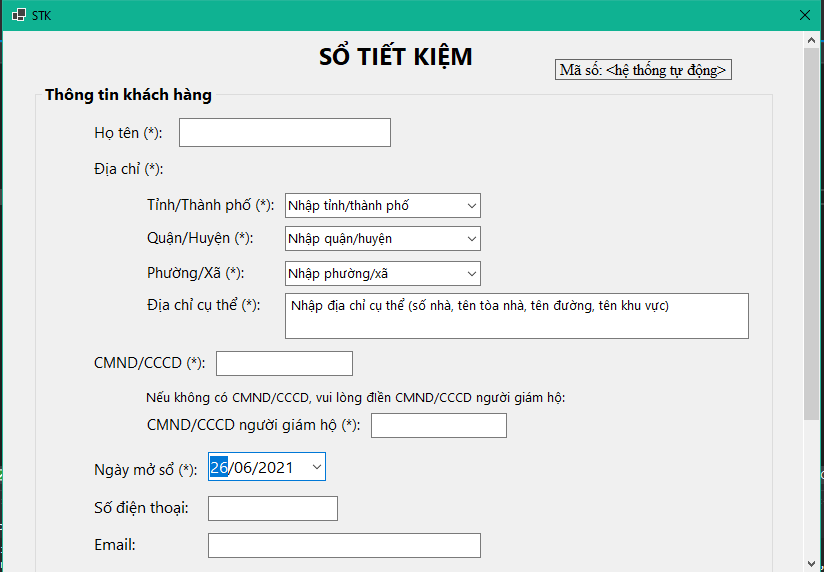 STK
SỔ TIẾT KIỆM
Mã số: <hệ thống tự động>
Thông tin khách hàng
Họ tên (*):
Địa chỉ (*):
Tỉnh/Thành phố (*): Nhập tỉnh/thành phố
Quận/Huyện (*): Nhập quận/huyện
Phường/Xã (*): Nhập phường/xã
Địa chỉ cụ thể (*): Nhập địa chỉ cụ thể (số nhà, tên tòa nhà, tên đường, tên khu vực)
CMND/CCCD (*):
Nếu không có CMND/CCCD, vui lòng điền CMND/CCCD người giám hộ:
CMND/CCCD người giám hộ (*):
Ngày mở sổ (*): 26/06/2021
Số điện thoại:
Email: